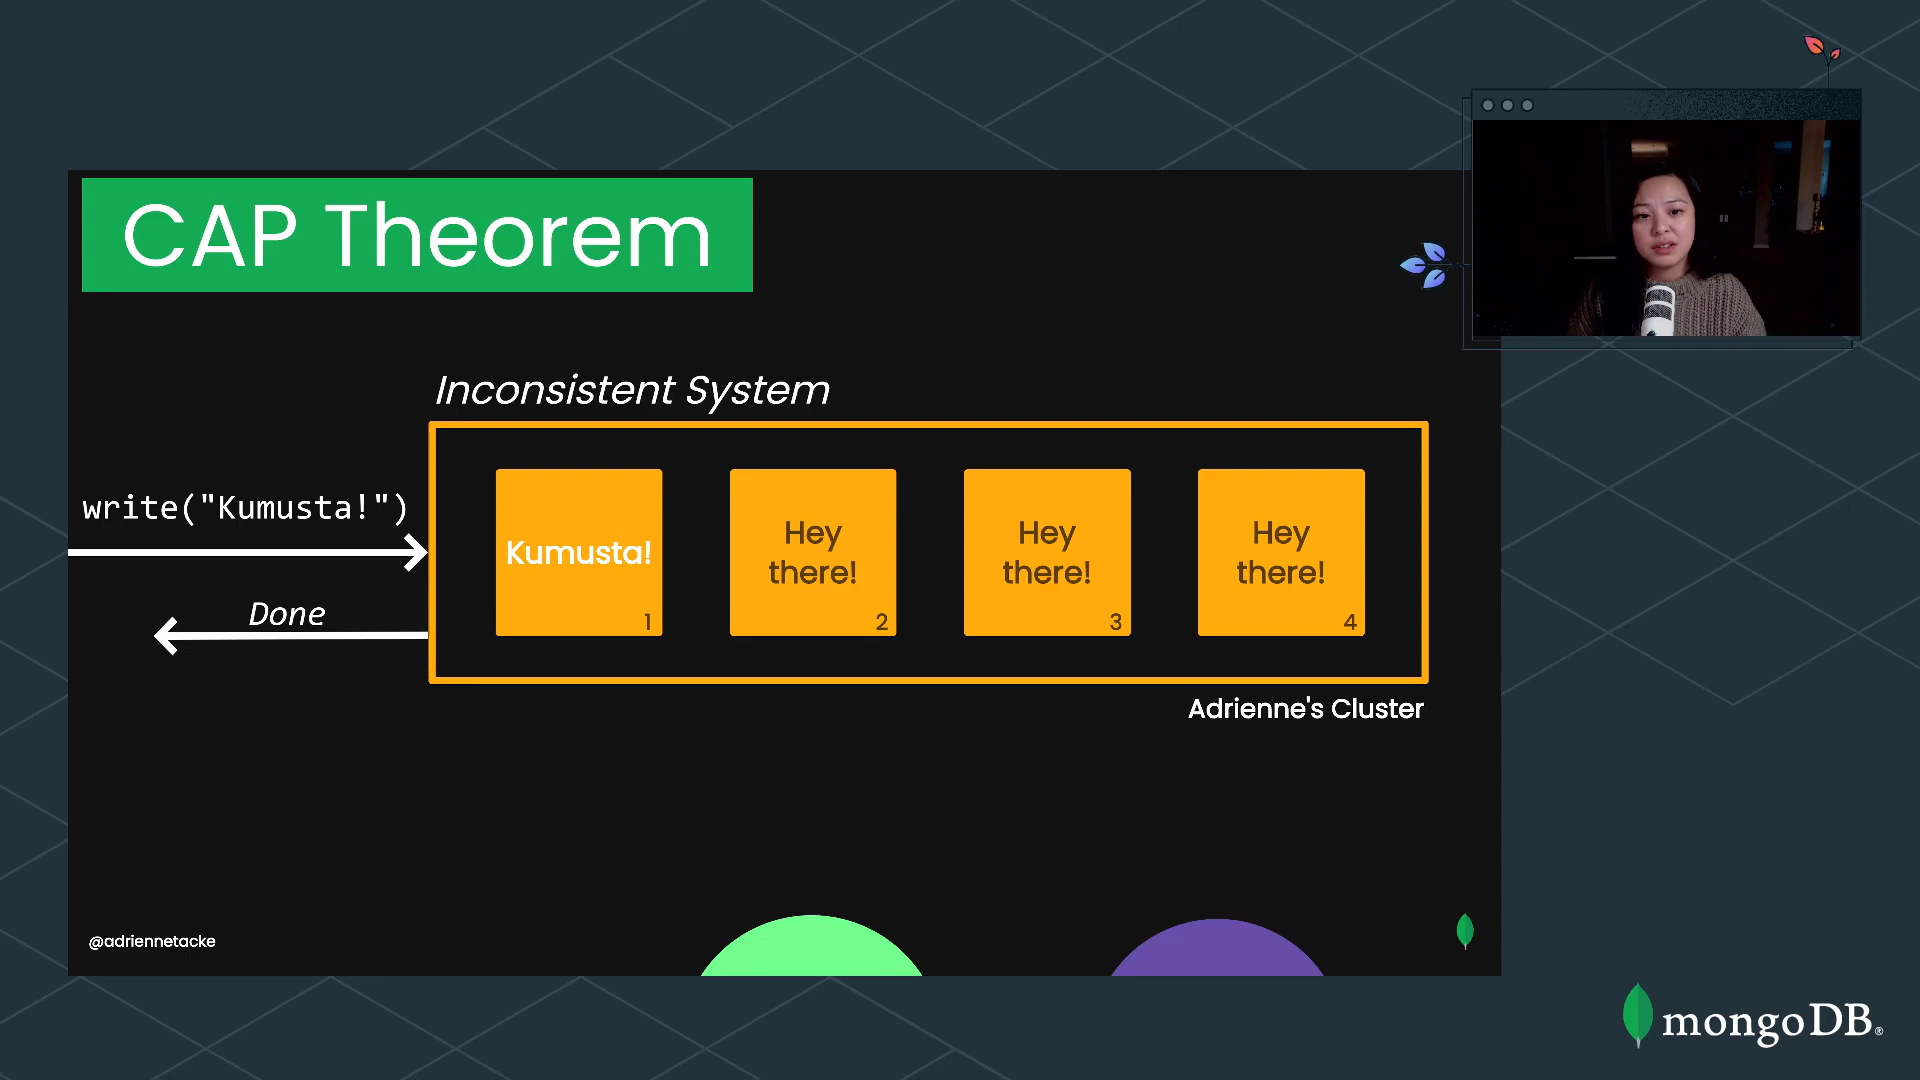 CAP Theorem
Inconsistent System
write("Kumusta!")
Done
Kumusta!
1
Hey
there!
2
Hey
there!
3
Hey
there!
4
Adrienne's Cluster
@adriennetacke
mongoDB®